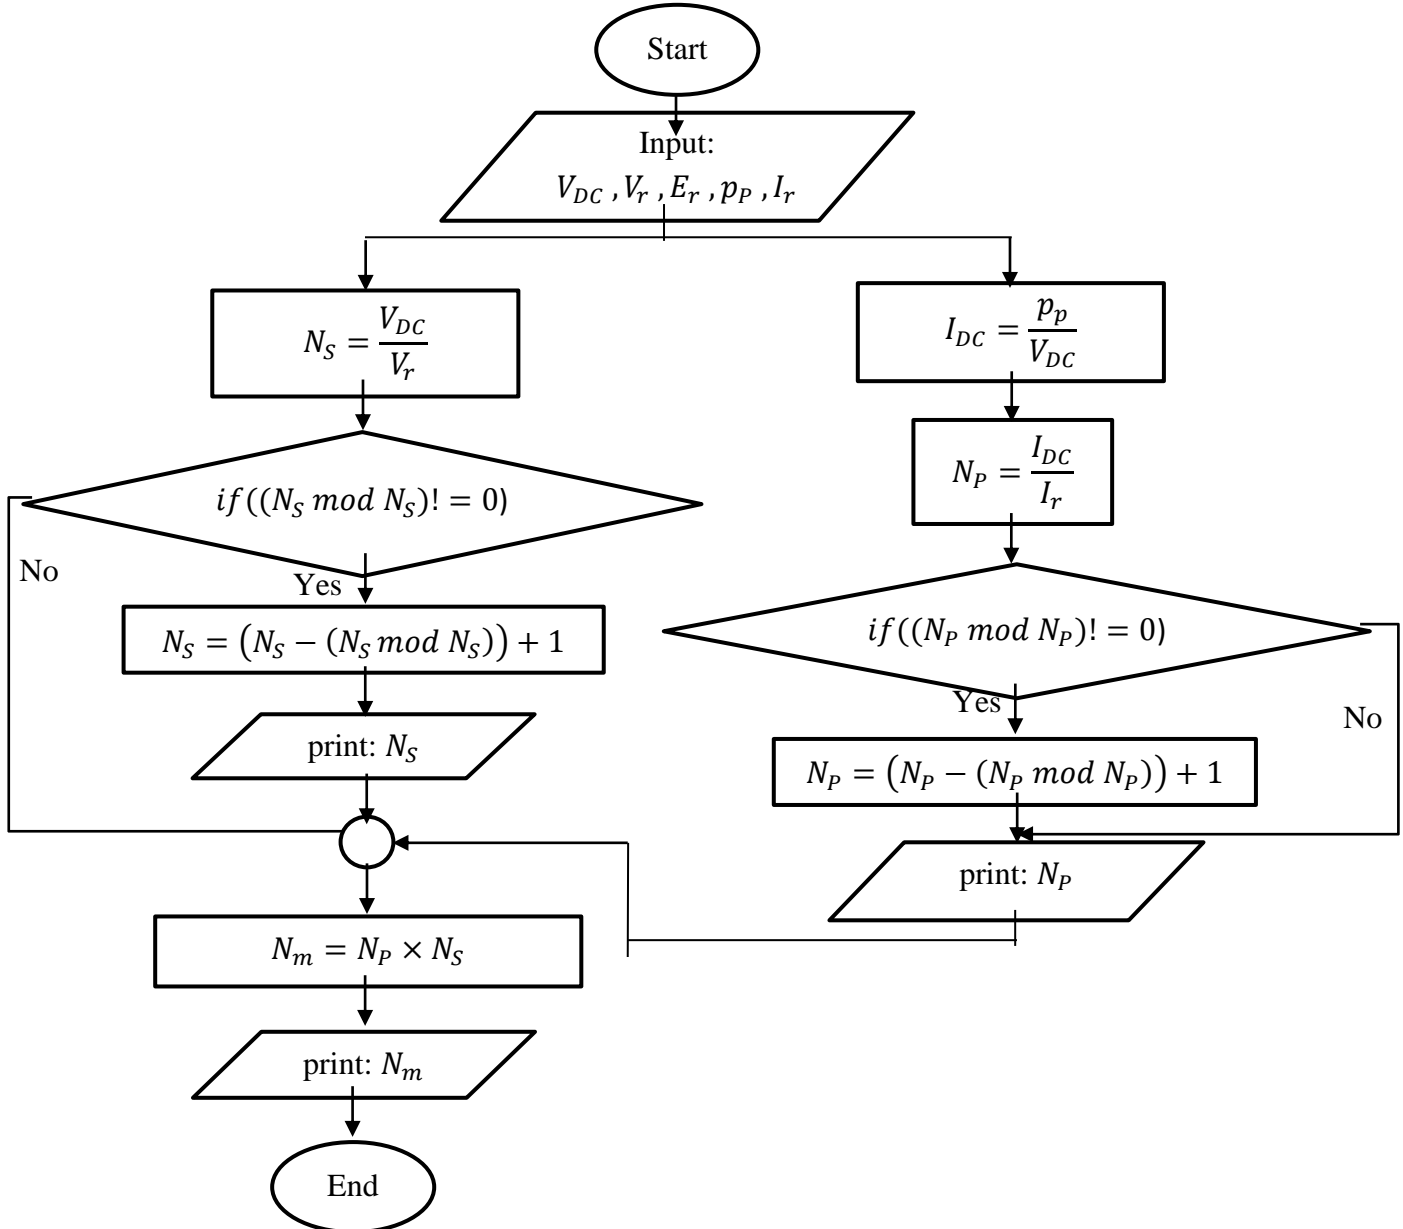 Start
Input:
V_DC , V_r , E_r , p_P , I_r
N_S = V_DC / V_r
if((N_S mod N_S)! = 0)
No
Yes
N_S = (N_S − (N_S mod N_S)) + 1
print: N_S
I_DC = p_p / V_DC
N_P = I_DC / I_r
if((N_P mod N_P)! = 0)
Yes
No
N_P = (N_P − (N_P mod N_P)) + 1
print: N_P
N_m = N_P × N_S
print: N_m
End